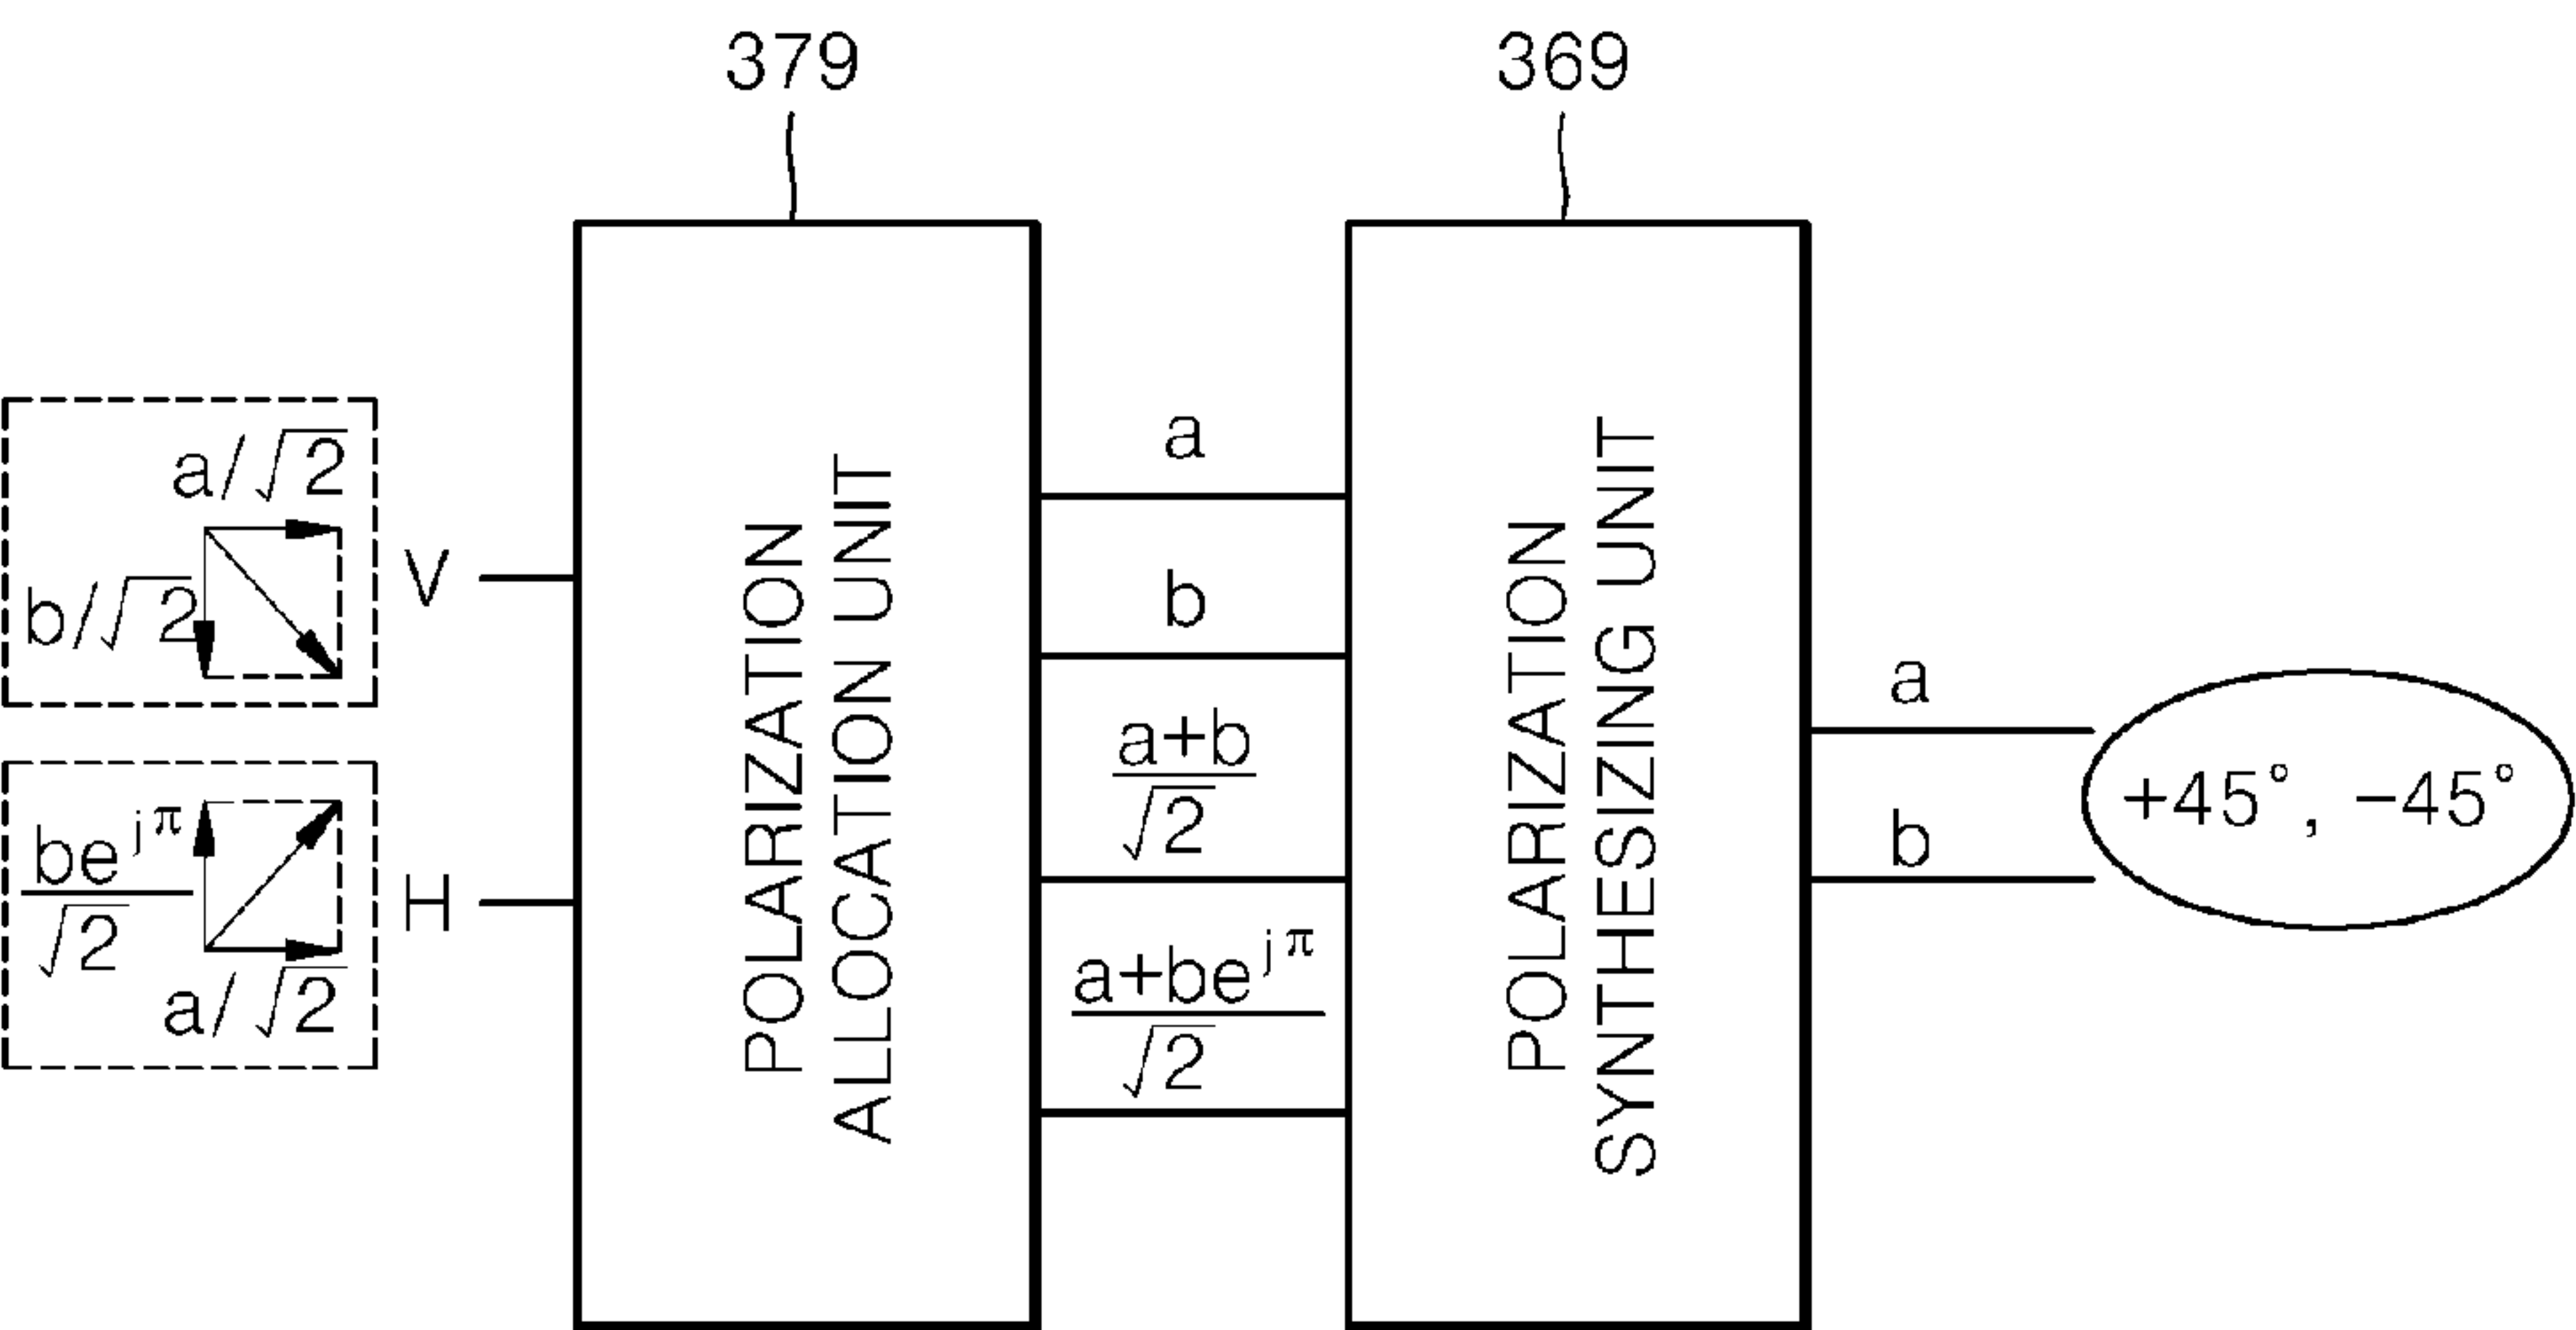 379
369
a/√2
b/√2
V
be^{jπ}/√2
a/√2
H
POLARIZATION
ALLOCATION UNIT
a
b
a+b/√2
a+be^{jπ}/√2
POLARIZATION
SYNTHESIZING UNIT
a
b
+45°, −45°